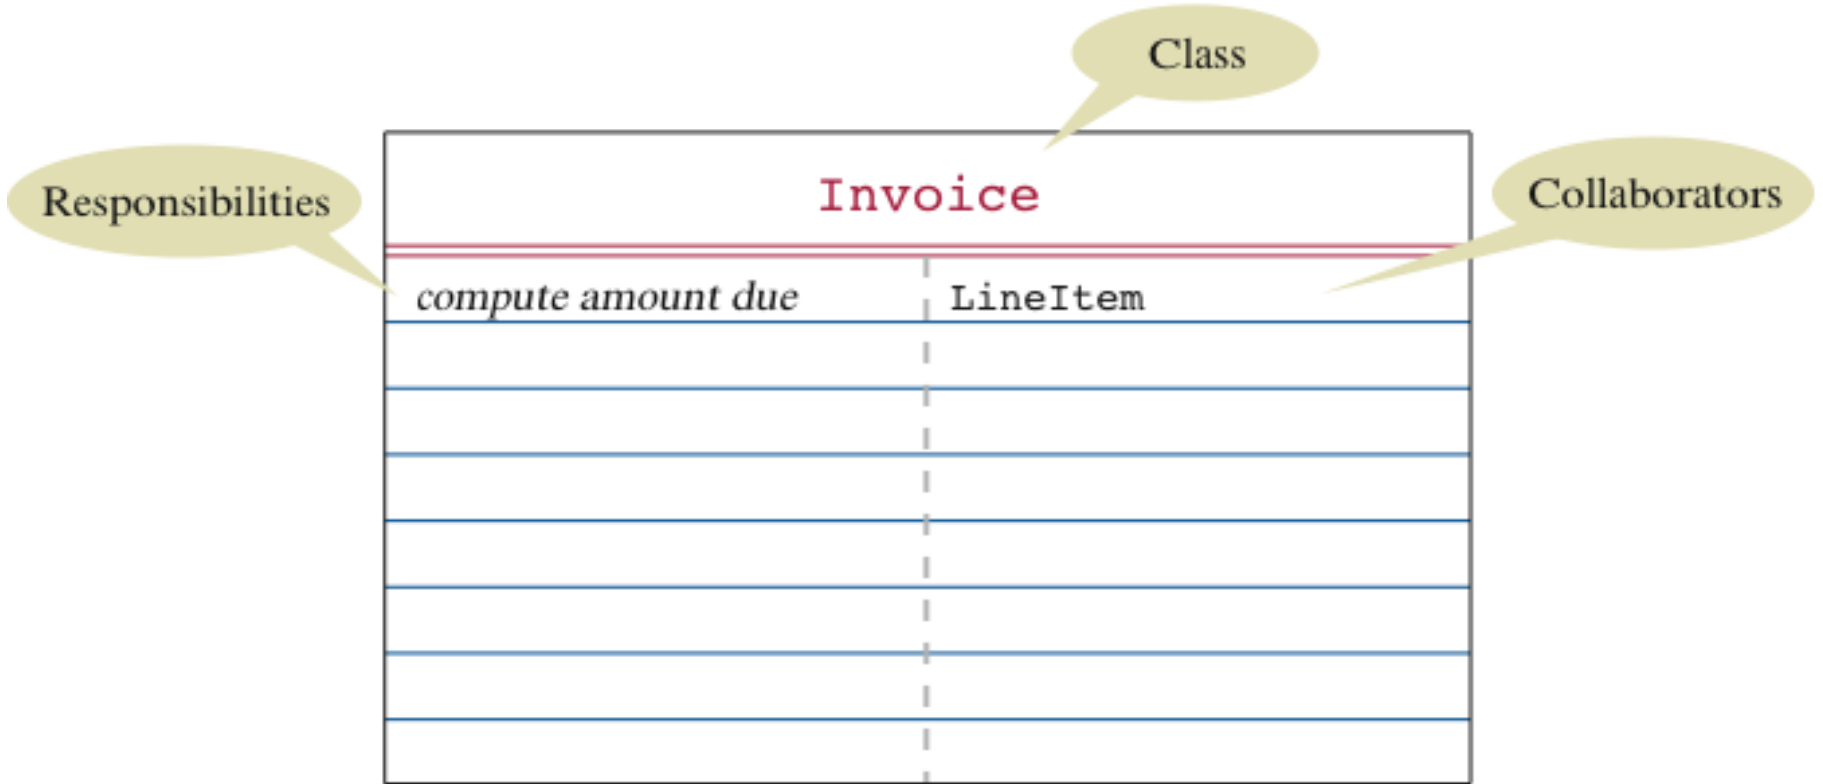 Class
Responsibilities
Invoice
Collaborators
compute amount due
LineItem